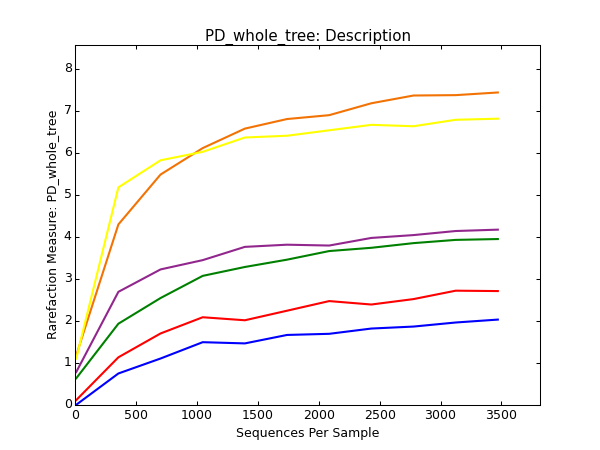 PD_whole_tree: Description
Rarefaction Measure: PD_whole_tree
8
7
6
5
4
3
2
1
0
0 500 1000 1500 2000 2500 3000 3500
Sequences Per Sample